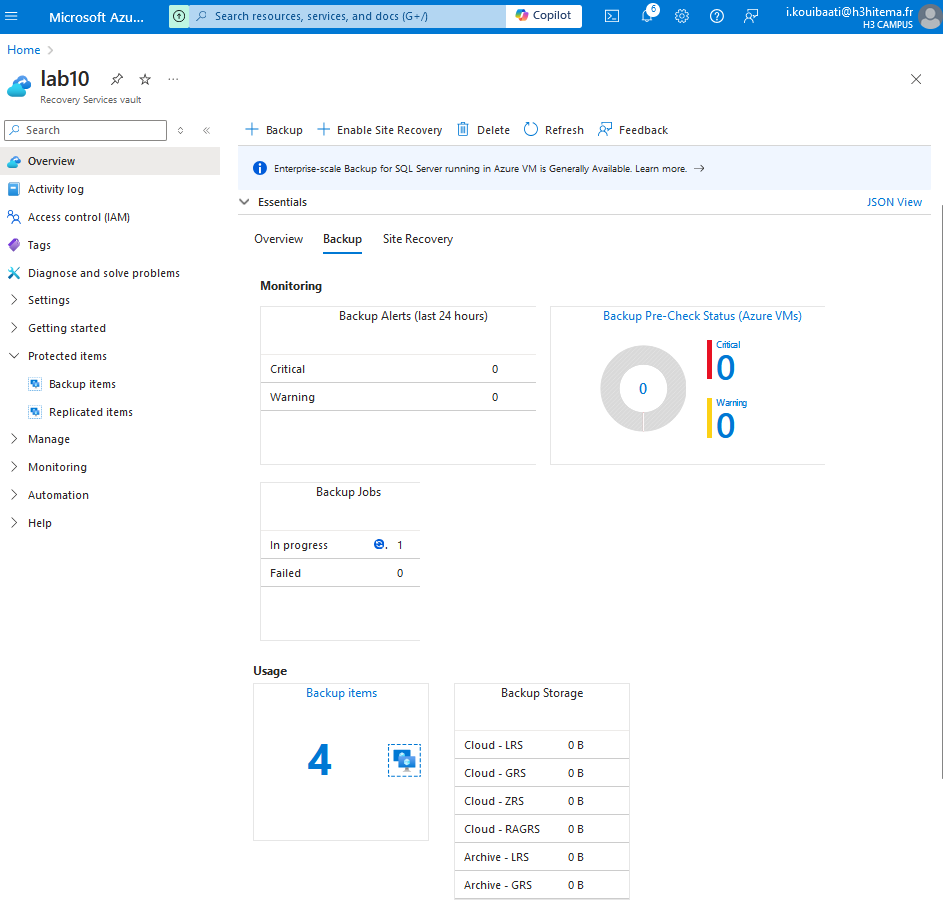 Microsoft Azu...
Search resources, services, and docs (G+/)
Copilot
6
i.kouibaati@h3hitema.fr
H3 CAMPUS
Home
lab10
Recovery Services vault
Search
Overview
Activity log
Access control (IAM)
Tags
Diagnose and solve problems
Settings
Getting started
Protected items
Backup items
Replicated items
Manage
Monitoring
Automation
Help
Backup
Enable Site Recovery
Delete
Refresh
Feedback
Enterprise-scale Backup for SQL Server running in Azure VM is Generally Available. Learn more. →
Essentials
JSON View
Overview
Backup
Site Recovery
Monitoring
Backup Alerts (last 24 hours)
Critical 0
Warning 0
Backup Pre-Check Status (Azure VMs)
0
Critical
0
Warning
0
Backup Jobs
In progress . 1
Failed 0
Usage
Backup items
4
Backup Storage
Cloud - LRS 0 B
Cloud - GRS 0 B
Cloud - ZRS 0 B
Cloud - RAGRS 0 B
Archive - LRS 0 B
Archive - GRS 0 B